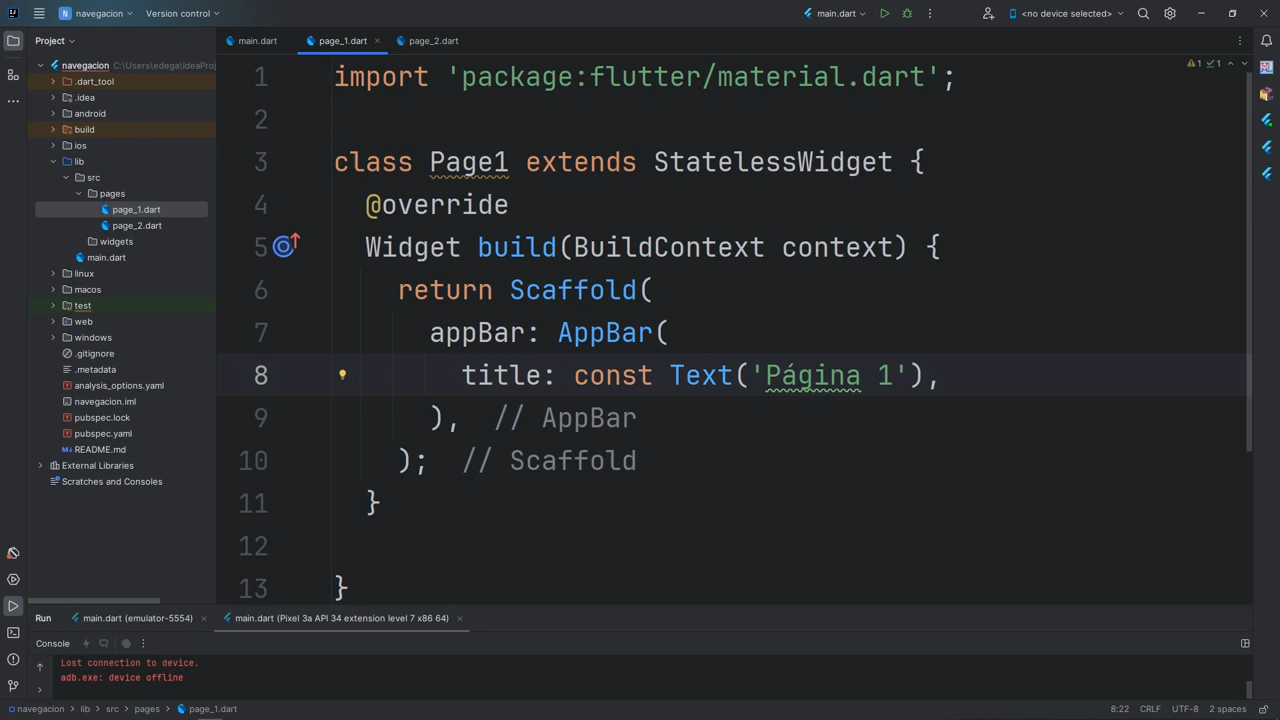 N navegacion
Version control
main.dart
<no device selected>
Project
main.dart
page_1.dart
page_2.dart
navegacion C:\Users\edega\IdeaProj
.dart_tool
.idea
android
build
ios
lib
src
pages
page_1.dart
page_2.dart
widgets
main.dart
linux
macos
test
web
windows
.gitignore
.metadata
analysis_options.yaml
navegacion.iml
pubspec.lock
pubspec.yaml
README.md
External Libraries
Scratches and Consoles
1 import 'package:flutter/material.dart';
2
3 class Page1 extends StatelessWidget {
4 @override
5 Widget build(BuildContext context) {
6 return Scaffold(
7 appBar: AppBar(
8 title: const Text('Página 1'),
9 ), // AppBar
10 ); // Scaffold
11 }
12
13 }
1 1
Run
main.dart (emulator-5554)
main.dart (Pixel 3a API 34 extension level 7 x86 64)
Console
Lost connection to device.
adb.exe: device offline
navegacion > lib > src > pages > page_1.dart
8:22 CRLF UTF-8 2 spaces